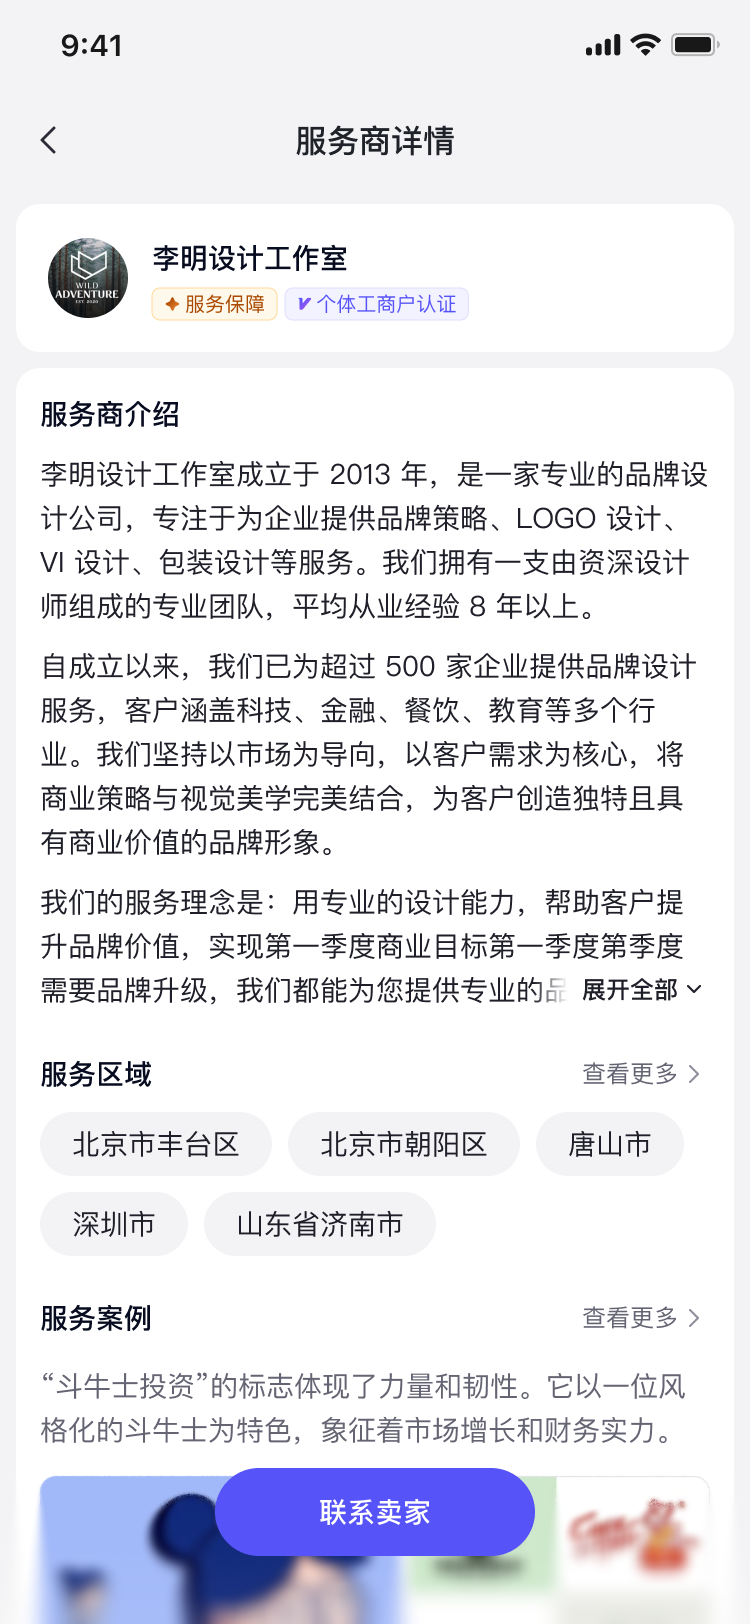 9:41
服务商详情
WILD
ADVENTURE
EST 2020
李明设计工作室
服务保障
个体工商户认证
服务商介绍
李明设计工作室成立于 2013 年，是一家专业的品牌设
计公司，专注于为企业提供品牌策略、LOGO 设计、
VI 设计、包装设计等服务。我们拥有一支由资深设计
师组成的专业团队，平均从业经验 8 年以上。
自成立以来，我们已为超过 500 家企业提供品牌设计
服务，客户涵盖科技、金融、餐饮、教育等多个行
业。我们坚持以市场为导向，以客户需求为核心，将
商业策略与视觉美学完美结合，为客户创造独特且具
有商业价值的品牌形象。
我们的服务理念是：用专业的设计能力，帮助客户提
升品牌价值，实现第一季度商业目标第一季度第季度
需要品牌升级，我们都能为您提供专业的品 展开全部
服务区域 查看更多
北京市丰台区 北京市朝阳区 唐山市
深圳市 山东省济南市
服务案例 查看更多
“斗牛士投资”的标志体现了力量和韧性。它以一位风
格化的斗牛士为特色，象征着市场增长和财务实力。
联系卖家